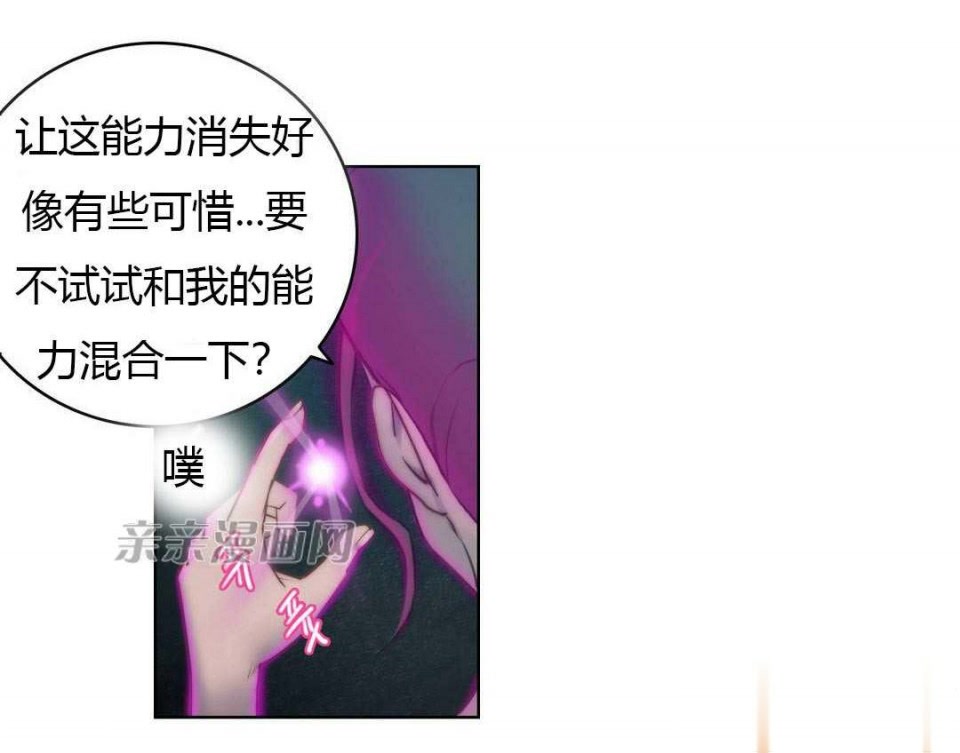 让这能力消失好
像有些可惜...要
不试试和我的能
力混合一下?
噗
亲亲漫画网